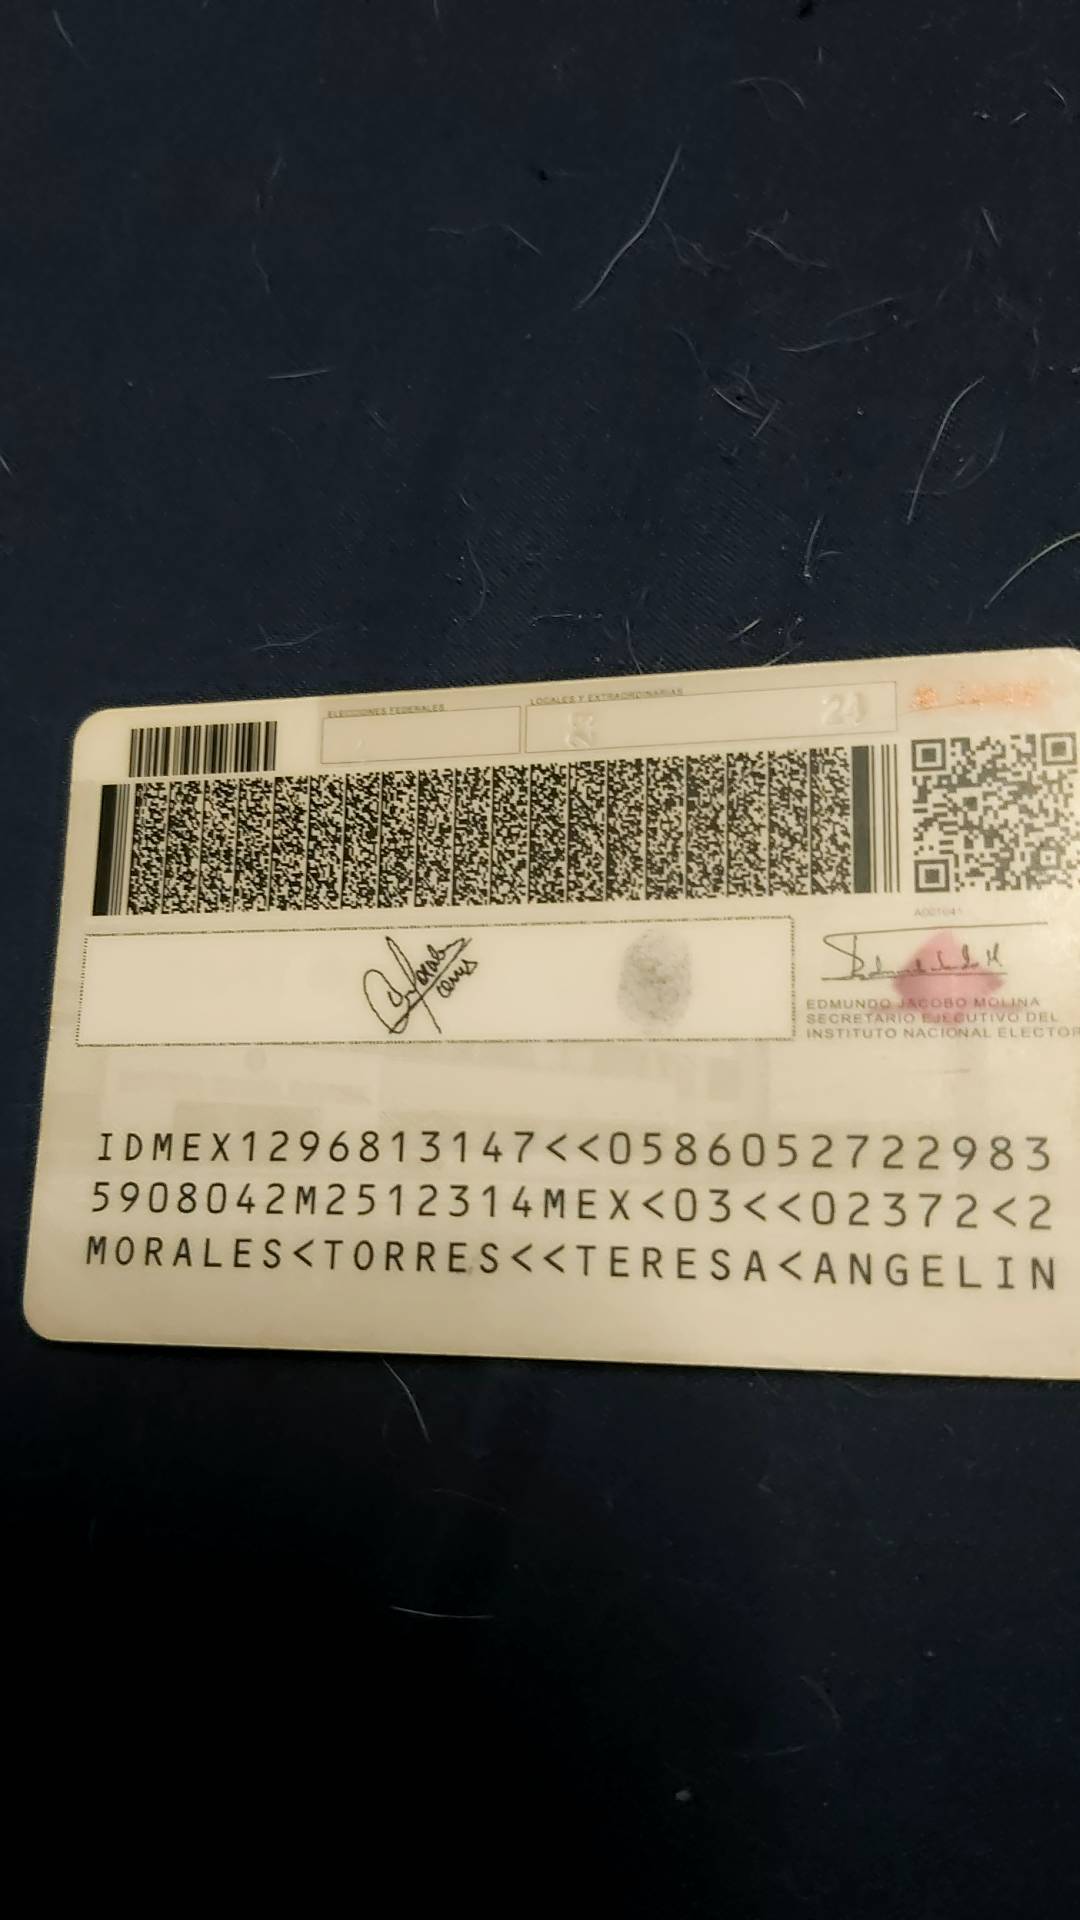 ELECCIONES FEDERALES
LOCALES Y EXTRAORDINARIAS
24
A001041
EDMUNDO JACOBO MOLINA
SECRETARIO EJECUTIVO DEL
INSTITUTO NACIONAL ELECTOR
IDMEX1296813147<<0586052722983
5908042M2512314MEX<03<<02372<2
MORALES<TORRES<<TERESA<ANGELIN